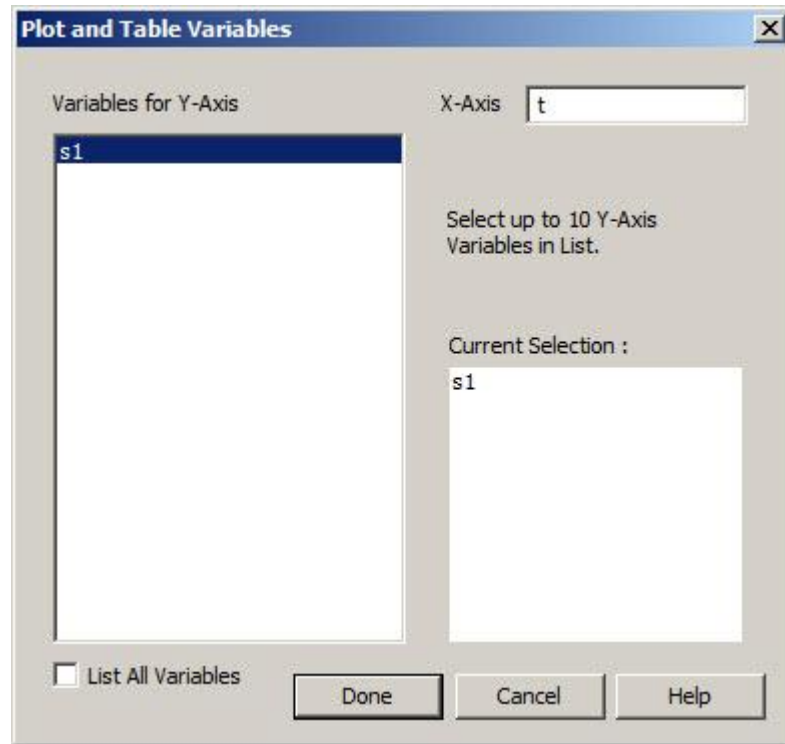 Plot and Table Variables
Variables for Y-Axis
X-Axis
t
s1
Select up to 10 Y-Axis
Variables in List.
Current Selection :
s1
List All Variables
Done
Cancel
Help